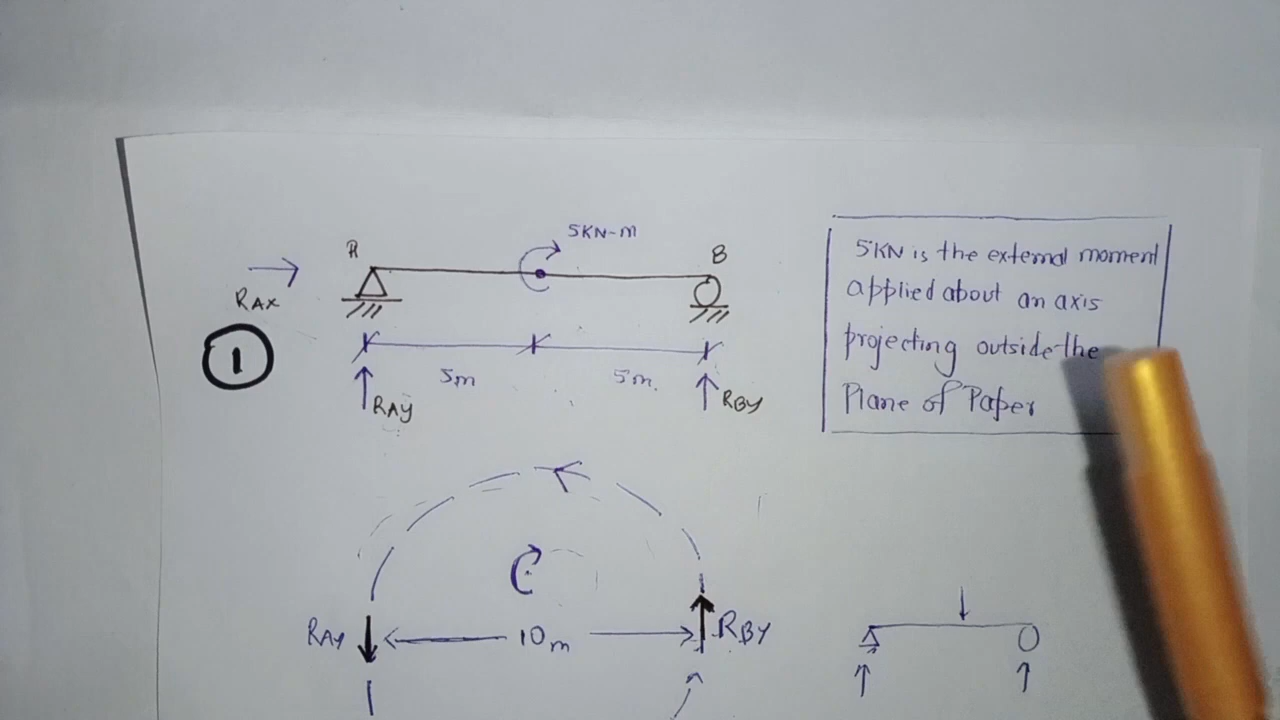 5KN-m
A
B
RAX
1
5m
5m
RAY
RBY
5KN is the external moment
applied about an axis
projecting outside the
Plane of Paper
RAY
10m
RBY